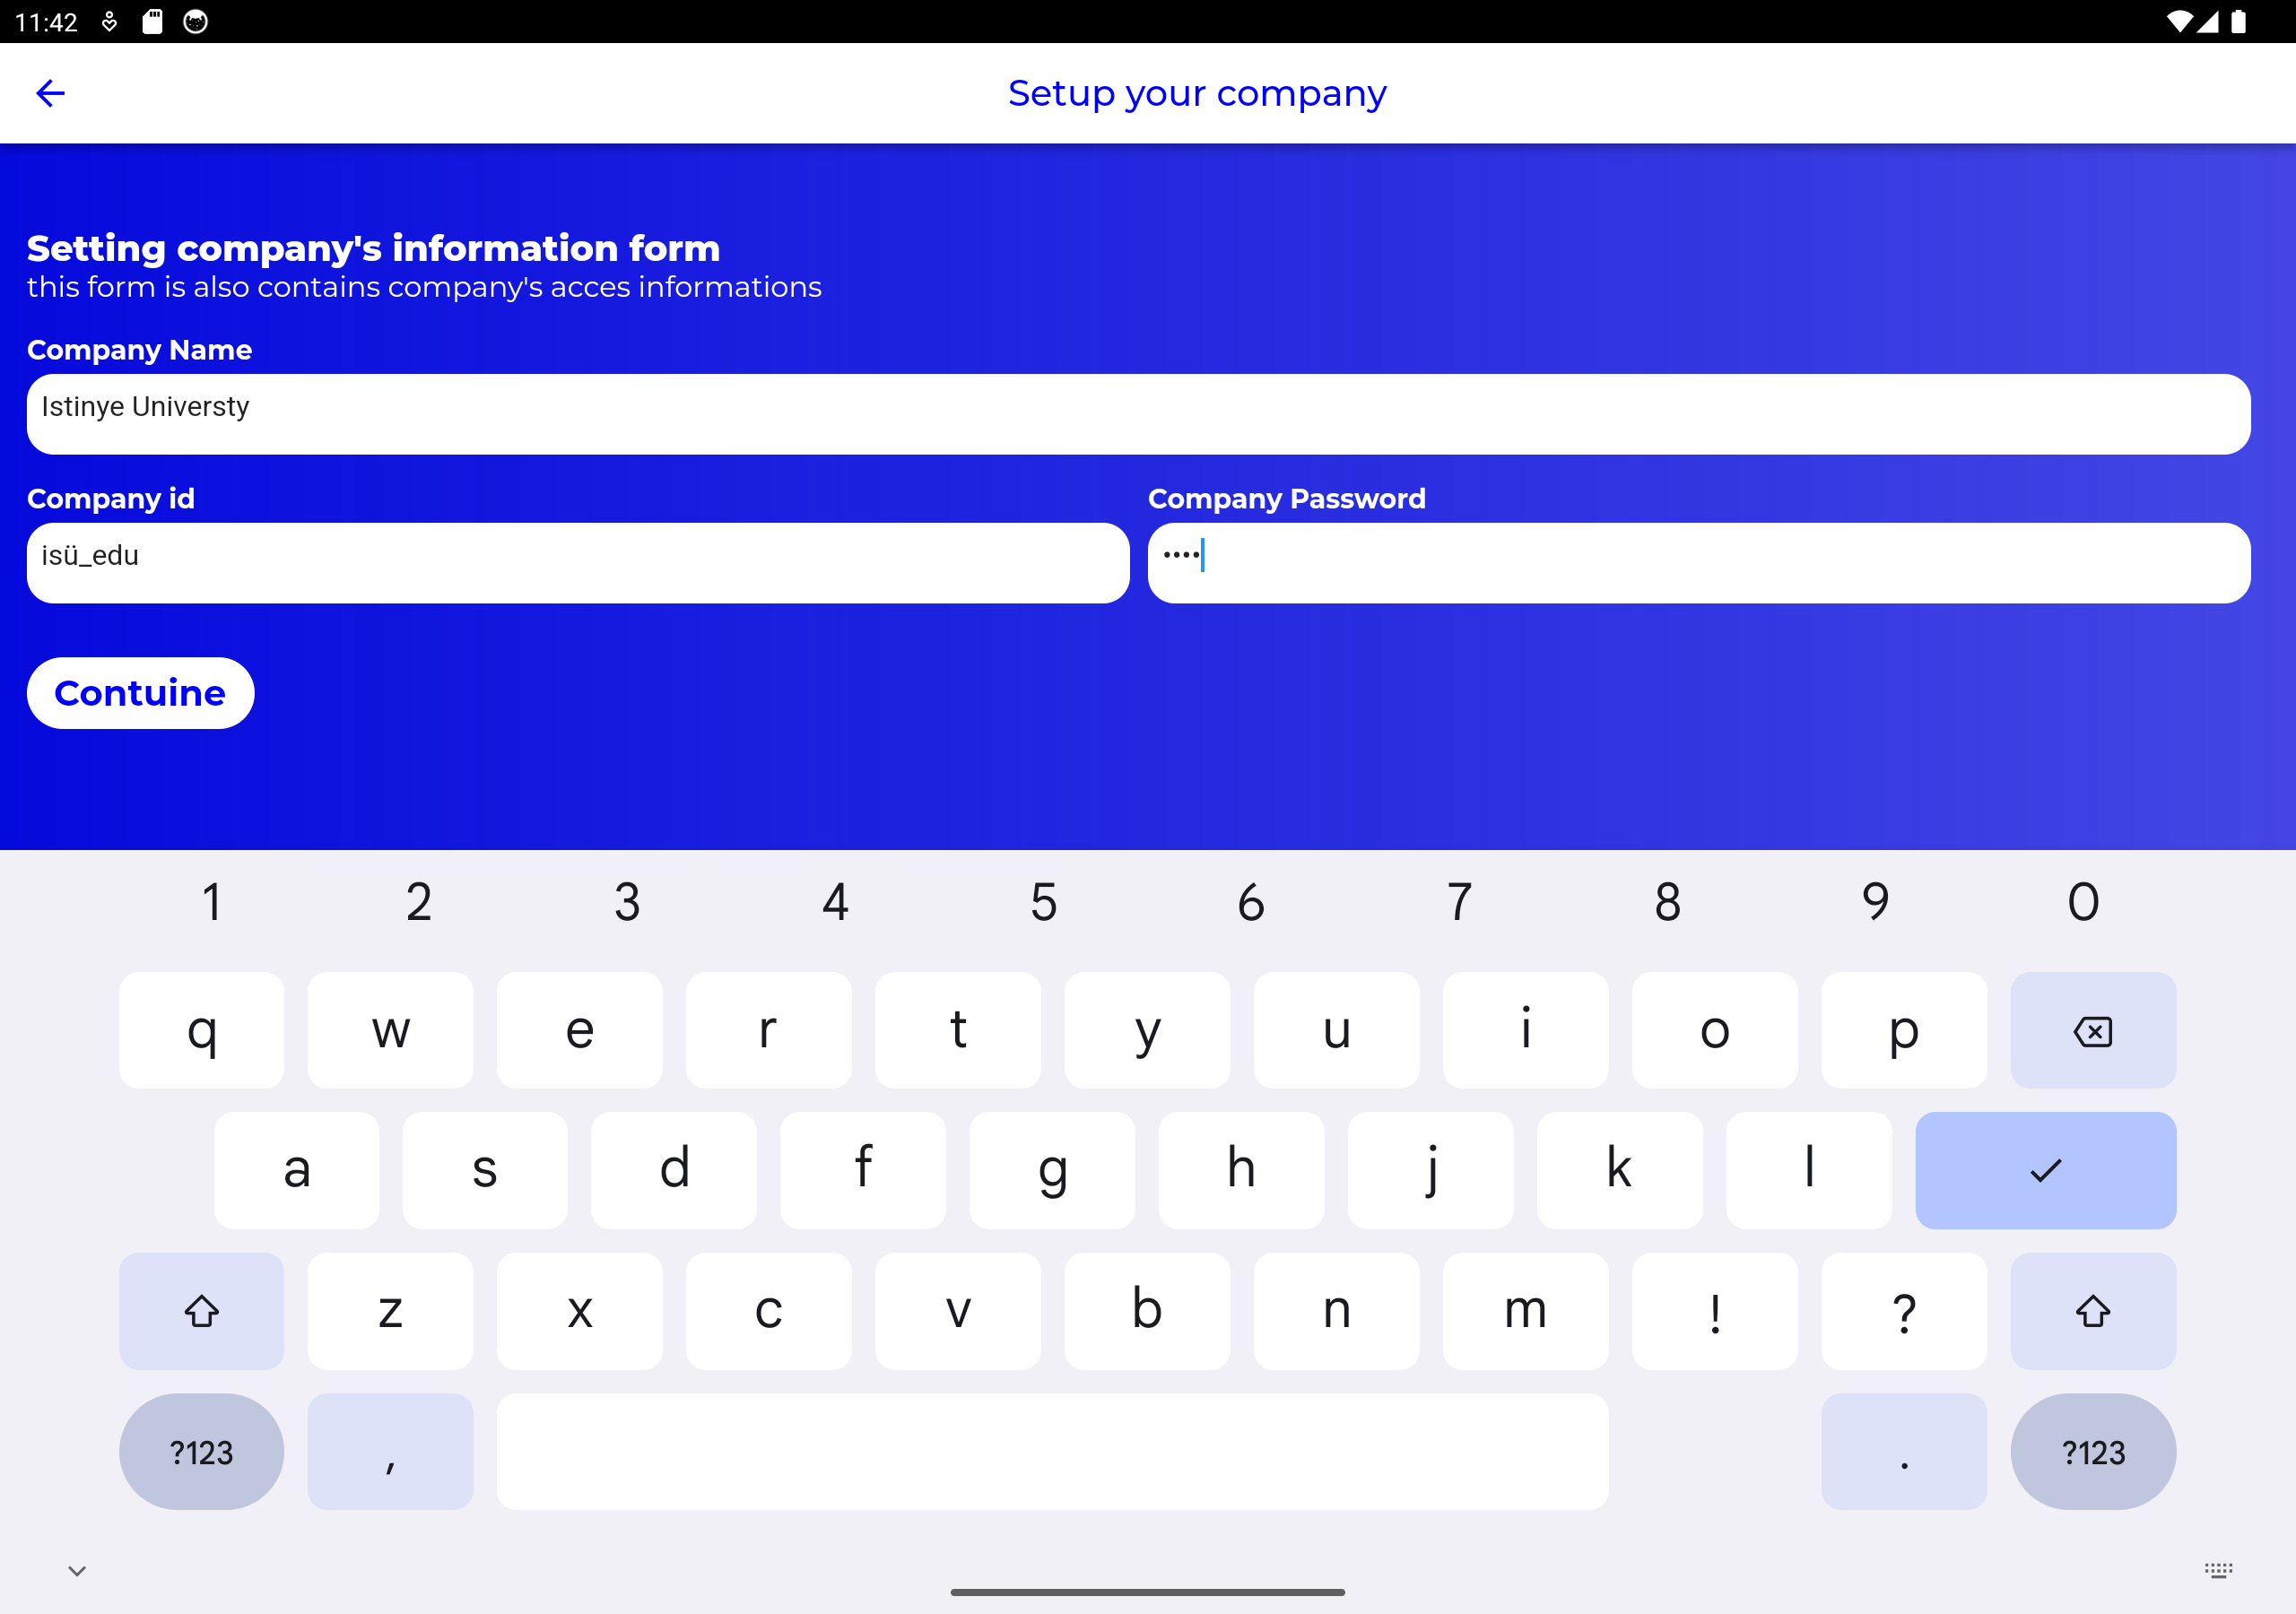 11:42
Setup your company
Setting company's information form
this form is also contains company's acces informations
Company Name
Istinye Universty
Company id Company Password
isü_edu ••••
Contuine
1 2 3 4 5 6 7 8 9 0
q w e r t y u i o p
a s d f g h j k l
z x c v b n m ! ?
?123 , . ?123